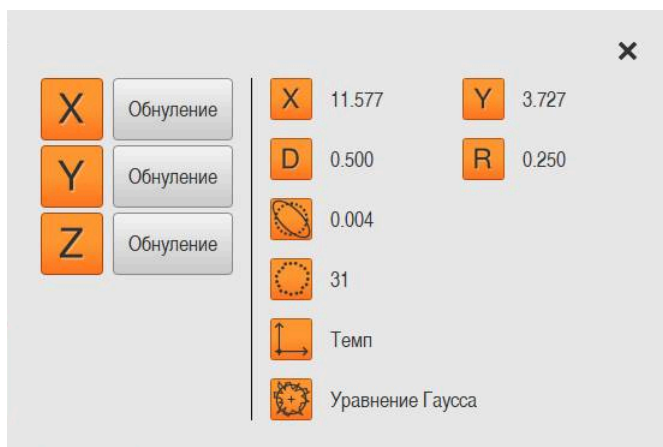 X Обнуление
Y Обнуление
Z Обнуление
X 11.577 Y 3.727
D 0.500 R 0.250
0.004
31
Темп
Уравнение Гаусса